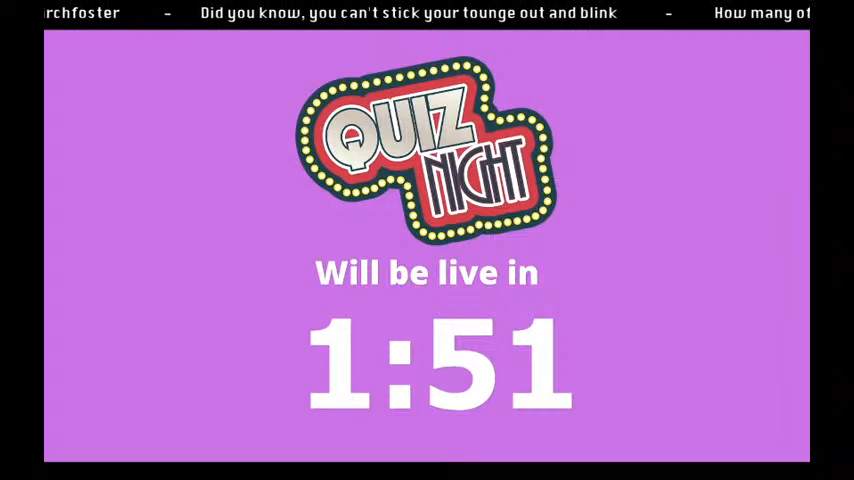 irchfoster - Did you know, you can't stick your tounge out and blink - How many of
QUIZ
NIGHT
Will be live in
1:51